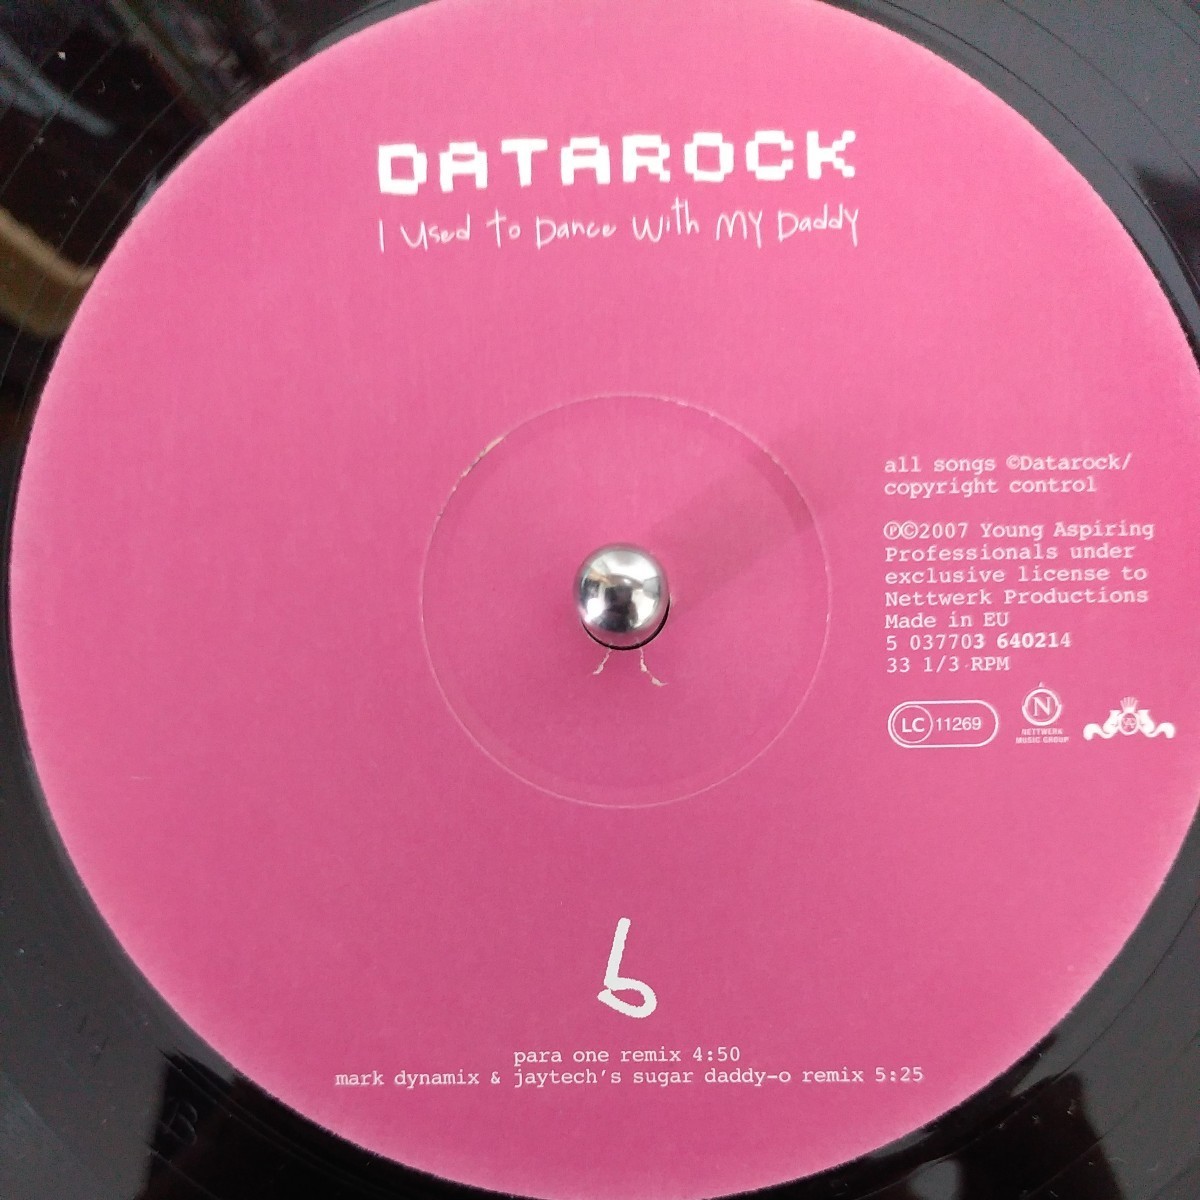 DATAROCK
I Used To Dance With My Daddy
all songs ©Datarock/
copyright control
℗©2007 Young Aspiring
Professionals under
exclusive license to
Nettwerk Productions
Made in EU
5 037703 640214
33 1/3 RPM
LC 11269
N
NETTWERK
MUSIC GROUP
b
para one remix 4:50
mark dynamix & jaytech's sugar daddy-o remix 5:25